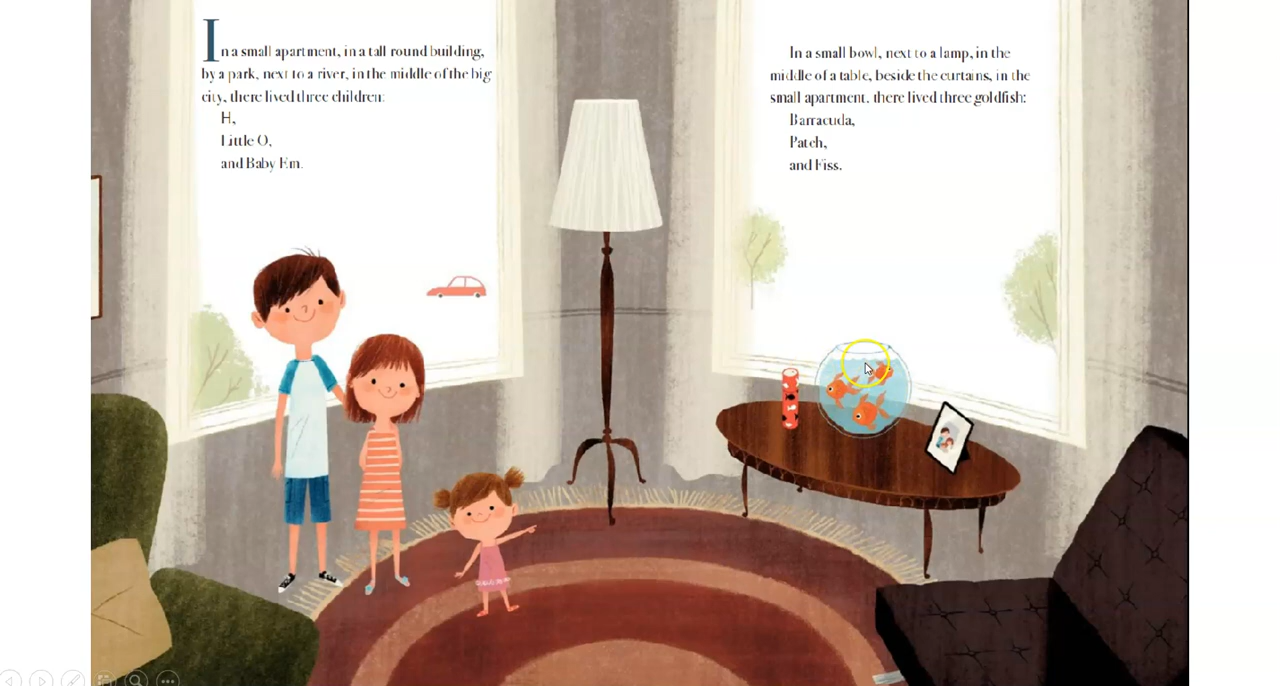 In a small apartment, in a tall round building,
by a park, next to a river, in the middle of the big
city, there lived three children:
H,
Little O,
and Baby Em.
In a small bowl, next to a lamp, in the
middle of a table, beside the curtains, in the
small apartment, there lived three goldfish:
Barracuda,
Patch,
and Fiss.